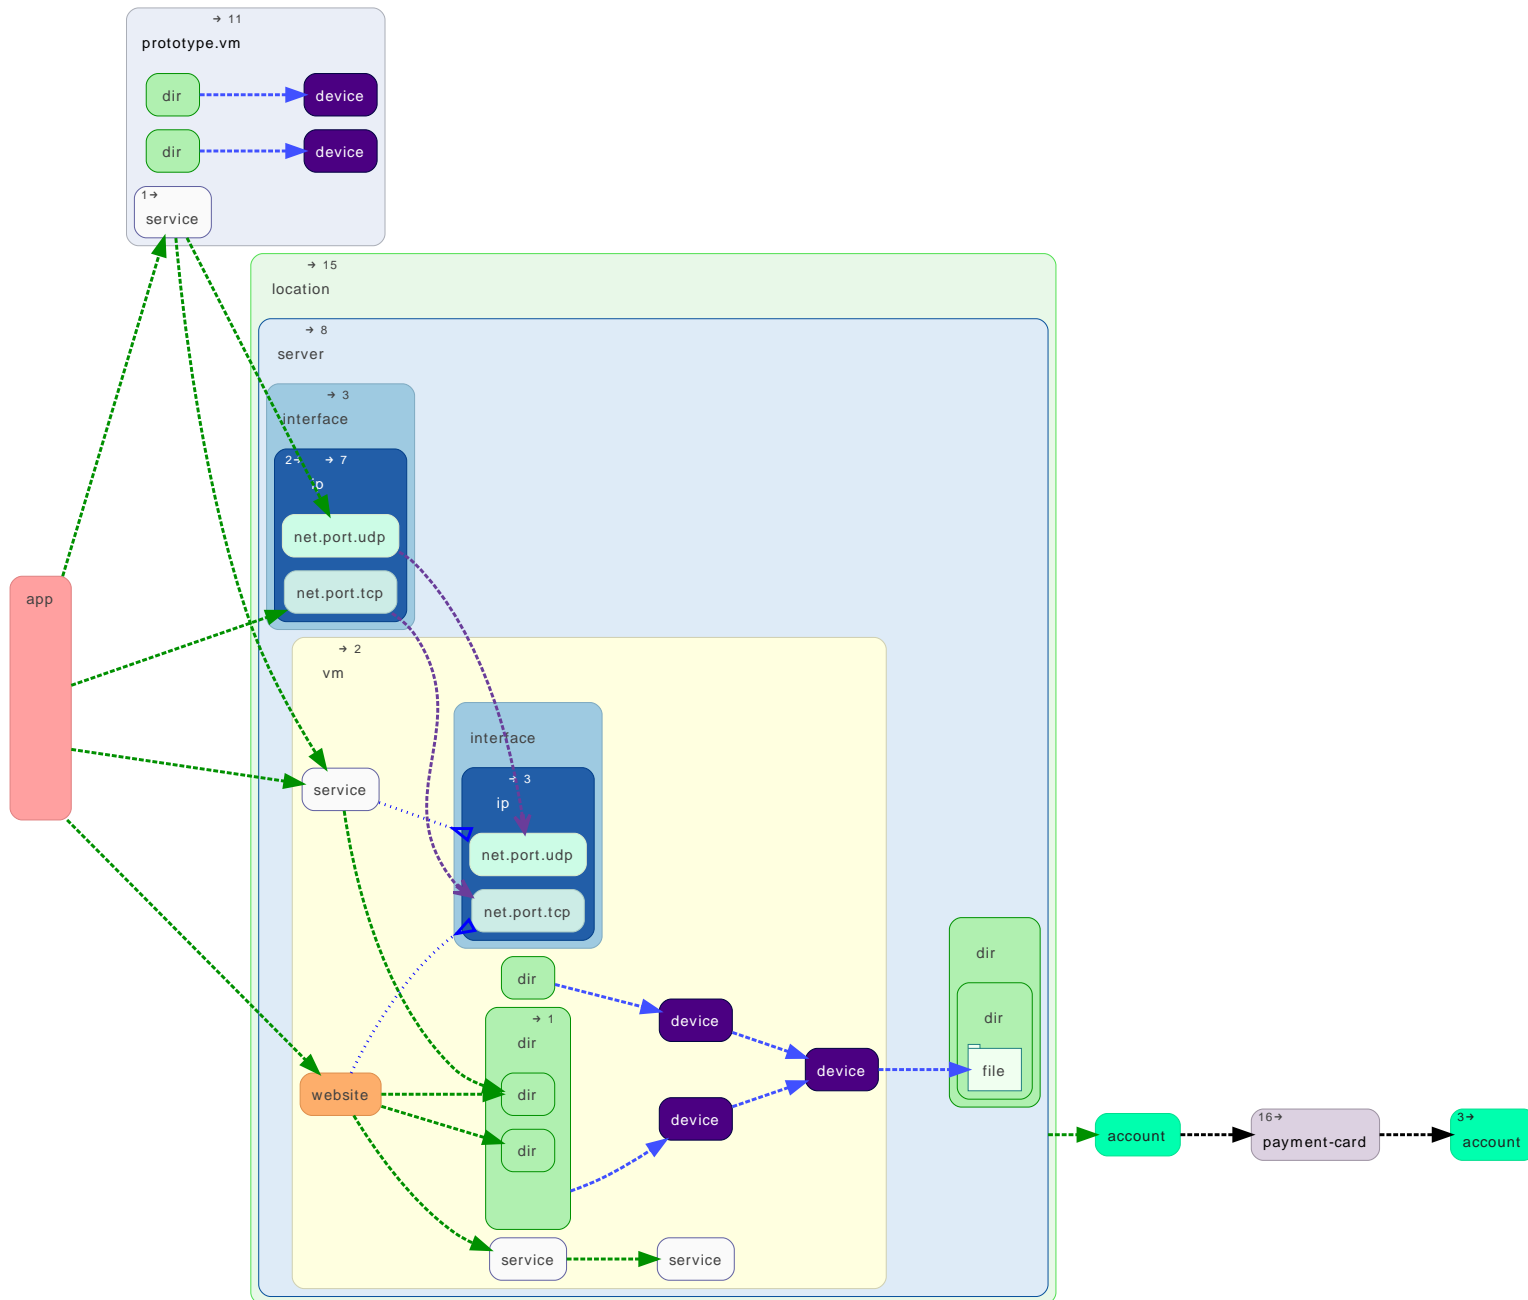 → 11
prototype.vm
dir
device
dir
device
1→
service
→ 15
location
→ 8
server
→ 3
interface
2→ → 7
ip
net.port.udp
net.port.tcp
app
→ 2
vm
interface
→ 3
service
ip
net.port.udp
net.port.tcp
dir
dir
device
→ 1
dir
dir
device
file
website
dir
device
account
16→
payment-card
3→
account
dir
service
service